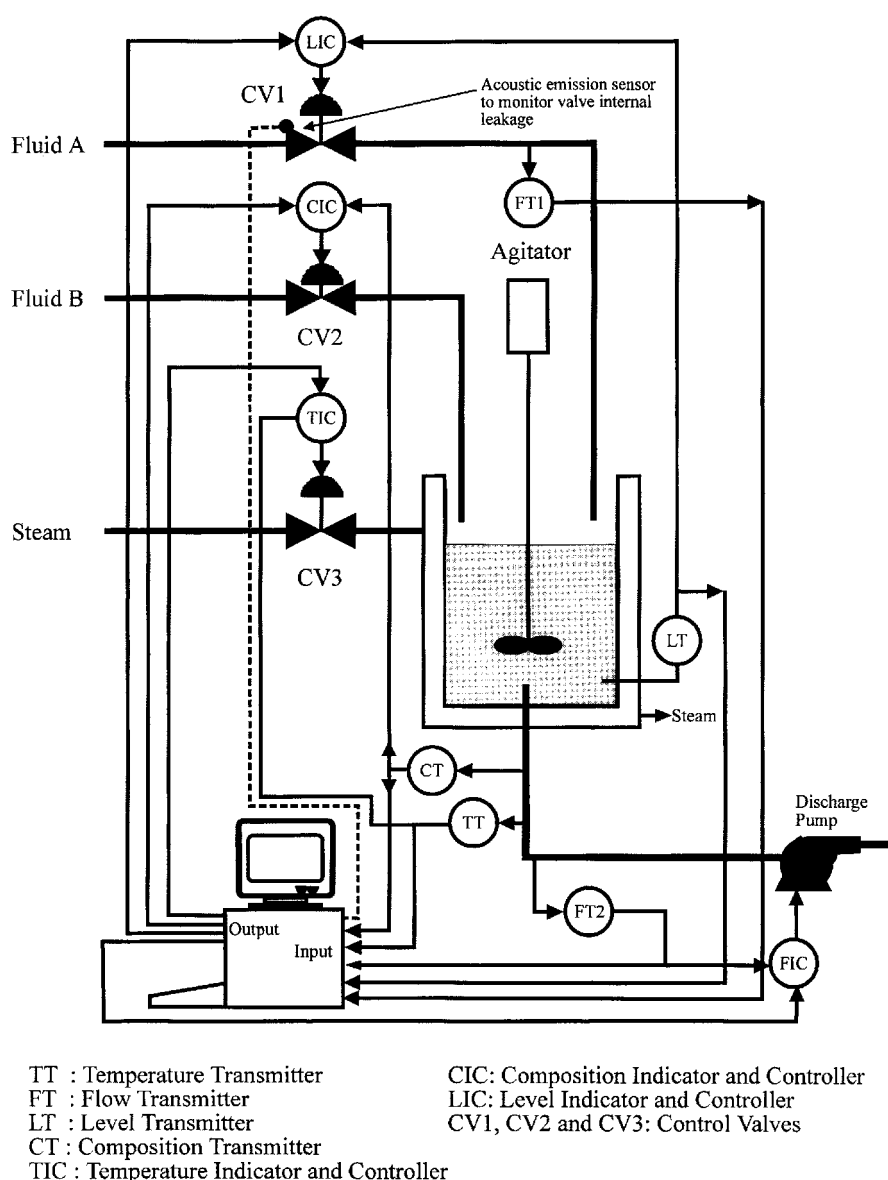 LIC
CV1
Acoustic emission sensor
to monitor valve internal
leakage
Fluid A
CIC
FT1
Agitator
Fluid B
CV2
TIC
Steam
CV3
LT
Steam
CT
TT
Discharge
Pump
FT2
Output
Input
FIC
TT : Temperature Transmitter
FT : Flow Transmitter
LT : Level Transmitter
CT : Composition Transmitter
TIC : Temperature Indicator and Controller
CIC: Composition Indicator and Controller
LIC: Level Indicator and Controller
CV1, CV2 and CV3: Control Valves